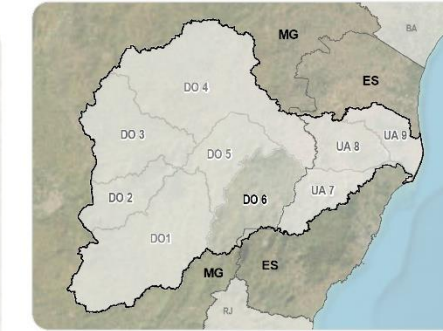 BA
MG
ES
DO 4
DO 3
UA 9
UA 8
DO 5
UA 7
DO 2
DO 6
DO1
MG
ES
RJ